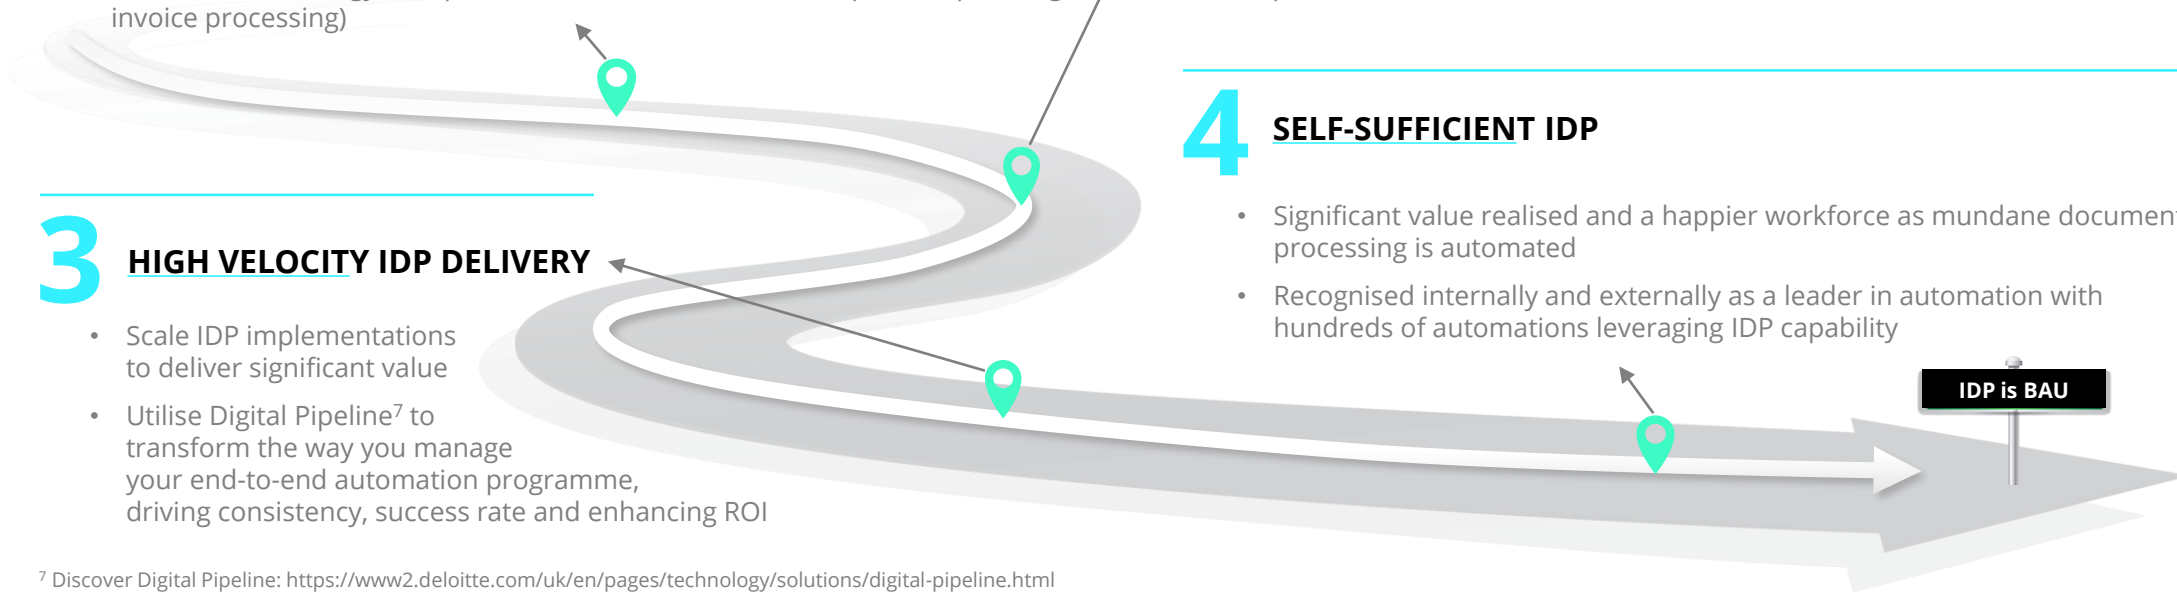 invoice processing)
4
SELF-SUFFICIENT IDP
• Significant value realised and a happier workforce as mundane document
processing is automated
• Recognised internally and externally as a leader in automation with
hundreds of automations leveraging IDP capability
3
HIGH VELOCITY IDP DELIVERY
• Scale IDP implementations
to deliver significant value
• Utilise Digital Pipeline⁷ to
transform the way you manage
your end-to-end automation programme,
driving consistency, success rate and enhancing ROI
IDP is BAU
⁷ Discover Digital Pipeline: https://www2.deloitte.com/uk/en/pages/technology/solutions/digital-pipeline.html